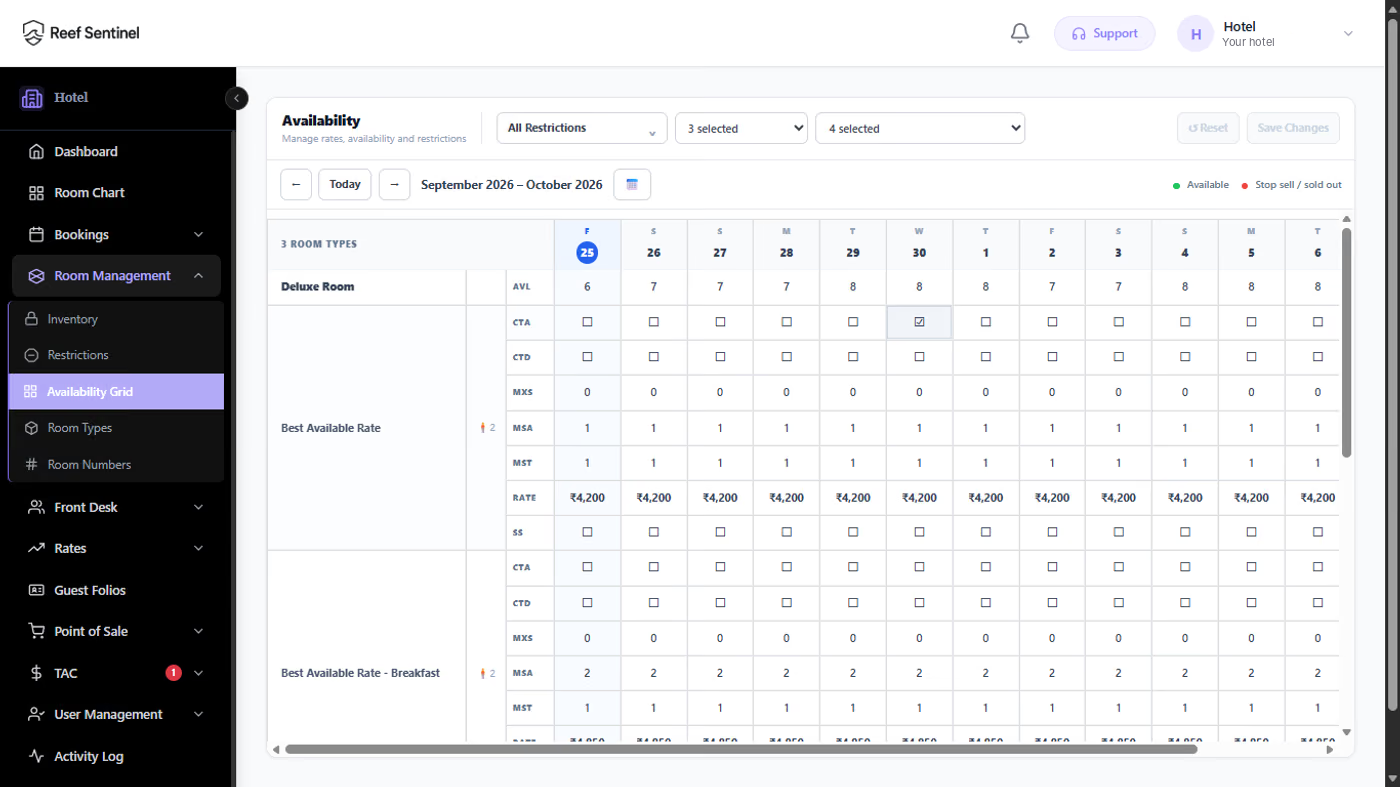 Reef Sentinel
Support
H
Hotel
Your hotel
Hotel
Dashboard
Room Chart
Bookings
Room Management
Inventory
Restrictions
Availability Grid
Room Types
Room Numbers
Front Desk
Rates
Guest Folios
Point of Sale
TAC 1
User Management
Activity Log
Availability
Manage rates, availability and restrictions
All Restrictions
3 selected
4 selected
↺ Reset
Save Changes
← Today → September 2026 – October 2026
Available
Stop sell / sold out
3 ROOM TYPES
F S S M T W T F S S M T
25 26 27 28 29 30 1 2 3 4 5 6
Deluxe Room AVL 6 7 7 7 8 8 8 7 7 8 8 8
CTA ☐ ☐ ☐ ☐ ☐ ☑ ☐ ☐ ☐ ☐ ☐ ☐
CTD ☐ ☐ ☐ ☐ ☐ ☐ ☐ ☐ ☐ ☐ ☐ ☐
MXS 0 0 0 0 0 0 0 0 0 0 0 0
Best Available Rate 2 MSA 1 1 1 1 1 1 1 1 1 1 1 1
MST 1 1 1 1 1 1 1 1 1 1 1 1
RATE ₹4,200 ₹4,200 ₹4,200 ₹4,200 ₹4,200 ₹4,200 ₹4,200 ₹4,200 ₹4,200 ₹4,200 ₹4,200 ₹4,200
SS ☐ ☐ ☐ ☐ ☐ ☐ ☐ ☐ ☐ ☐ ☐ ☐
CTA ☐ ☐ ☐ ☐ ☐ ☐ ☐ ☐ ☐ ☐ ☐ ☐
CTD ☐ ☐ ☐ ☐ ☐ ☐ ☐ ☐ ☐ ☐ ☐ ☐
MXS 0 0 0 0 0 0 0 0 0 0 0 0
Best Available Rate - Breakfast 2 MSA 2 2 2 2 2 2 2 2 2 2 2 2
MST 1 1 1 1 1 1 1 1 1 1 1 1